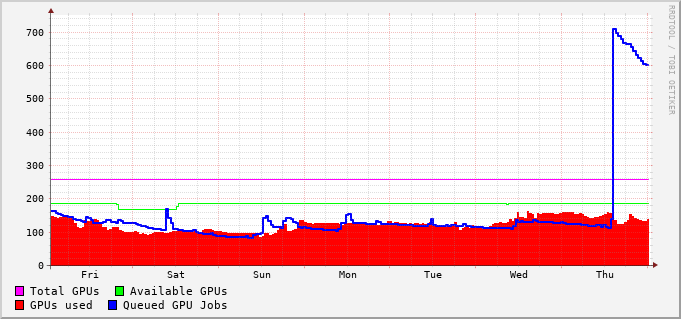 700
600
500
400
300
200
100
0
Fri Sat Sun Mon Tue Wed Thu
Total GPUs Available GPUs
GPUs used Queued GPU Jobs
RRDTOOL / TOBI OETIKER